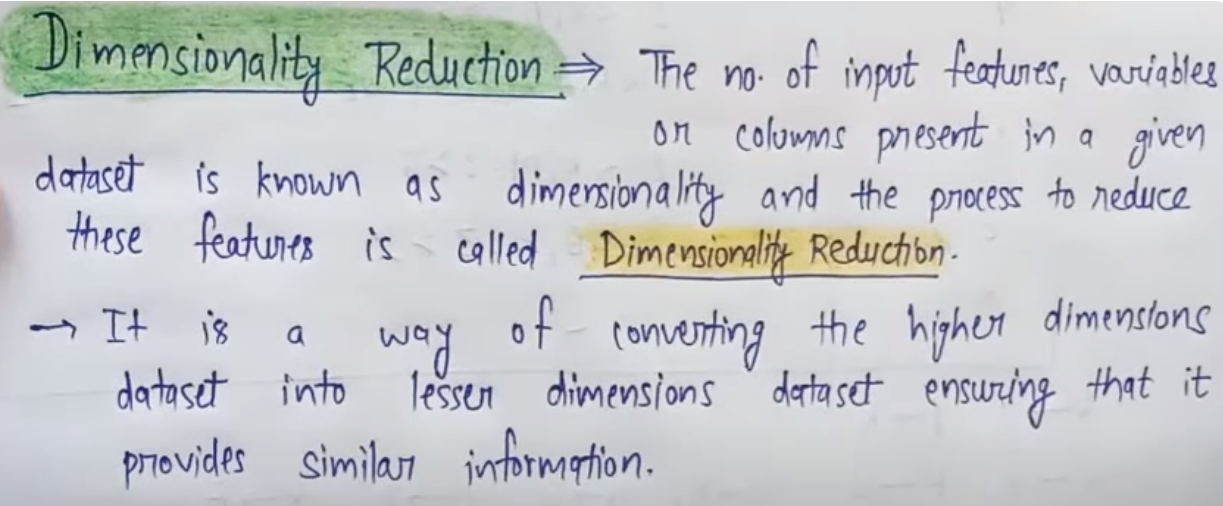 Dimensionality Reduction ⇒ The no. of input features, variables
or columns present in a given
dataset is known as dimensionality and the process to reduce
these features is called Dimensionality Reduction.
→ It is a way of converting the higher dimensions
dataset into lesser dimensions dataset ensuring that it
provides similar information.